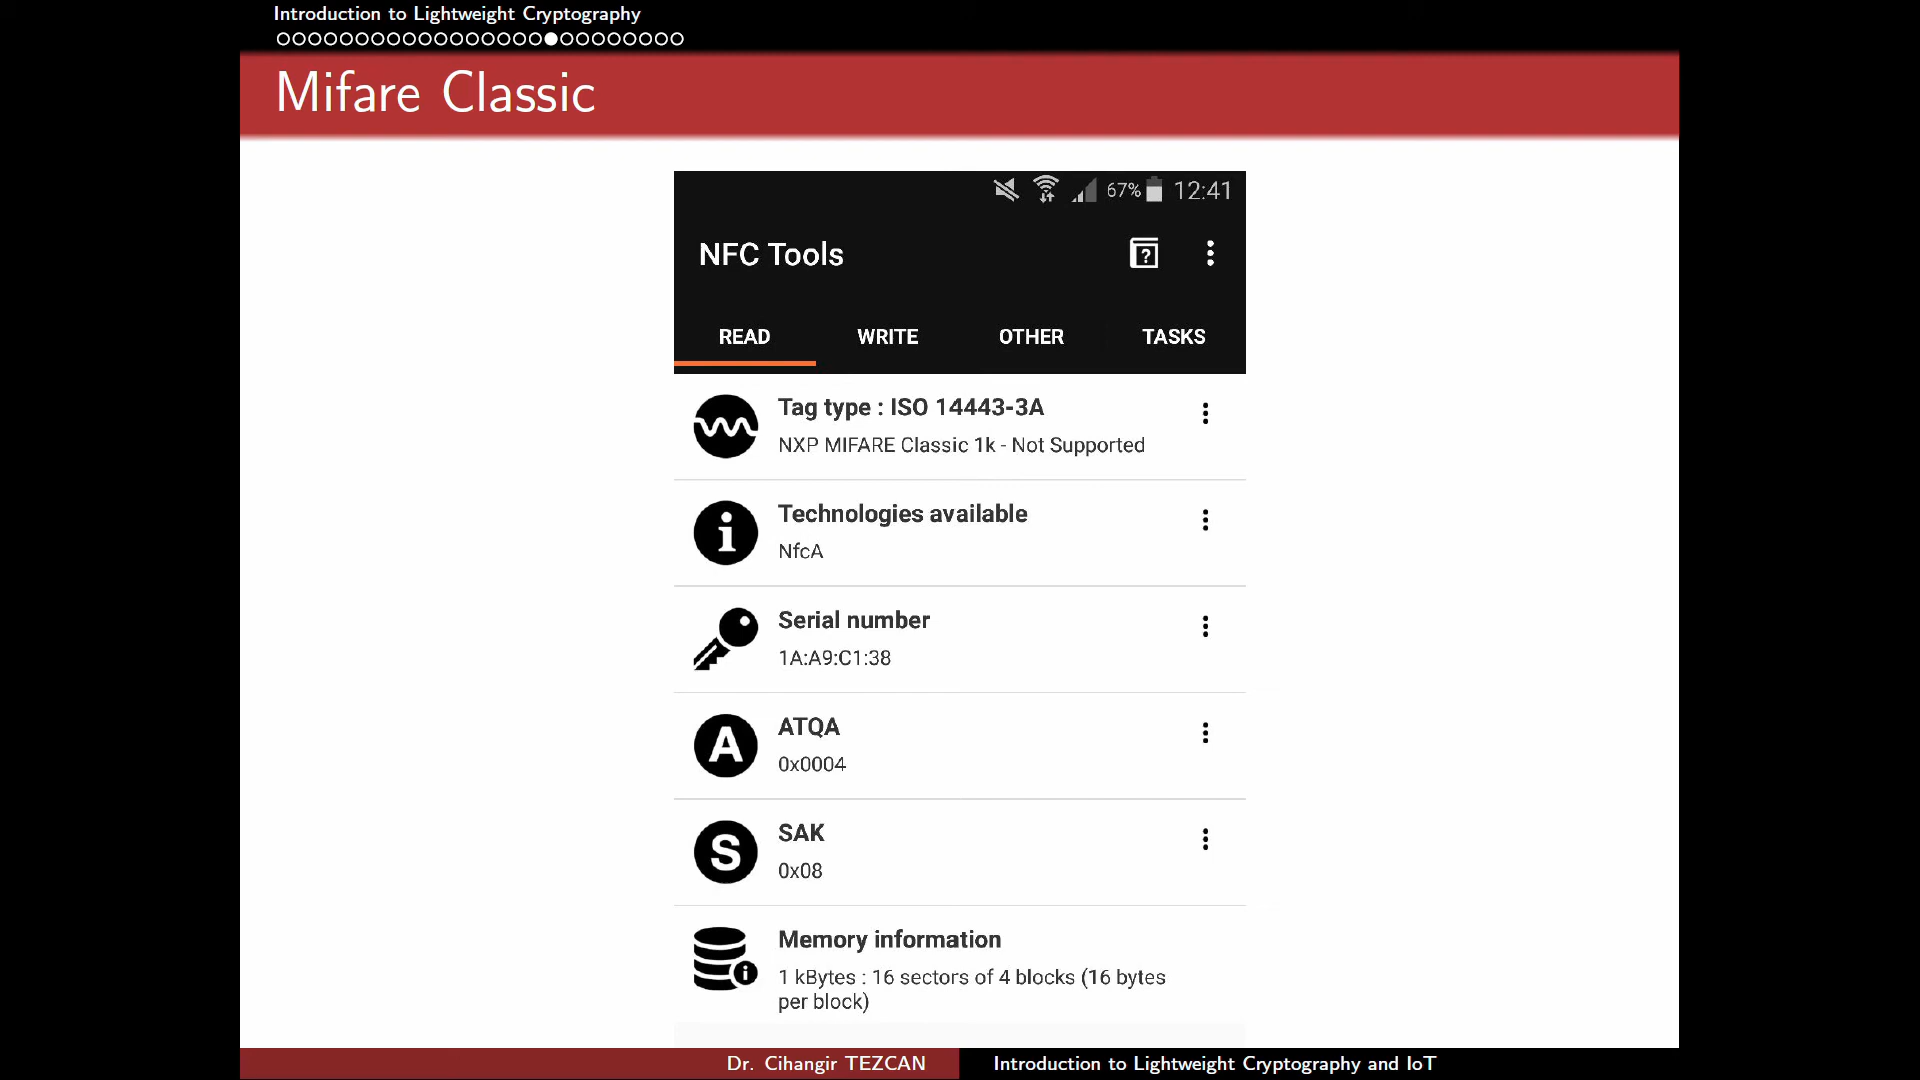 Introduction to Lightweight Cryptography
Mifare Classic
67% 12:41
NFC Tools
?
READ WRITE OTHER TASKS
Tag type : ISO 14443-3A
NXP MIFARE Classic 1k - Not Supported
i
Technologies available
NfcA
Serial number
1A:A9:C1:38
A
ATQA
0x0004
S
SAK
0x08
i
Memory information
1 kBytes : 16 sectors of 4 blocks (16 bytes
per block)
Dr. Cihangir TEZCAN Introduction to Lightweight Cryptography and IoT